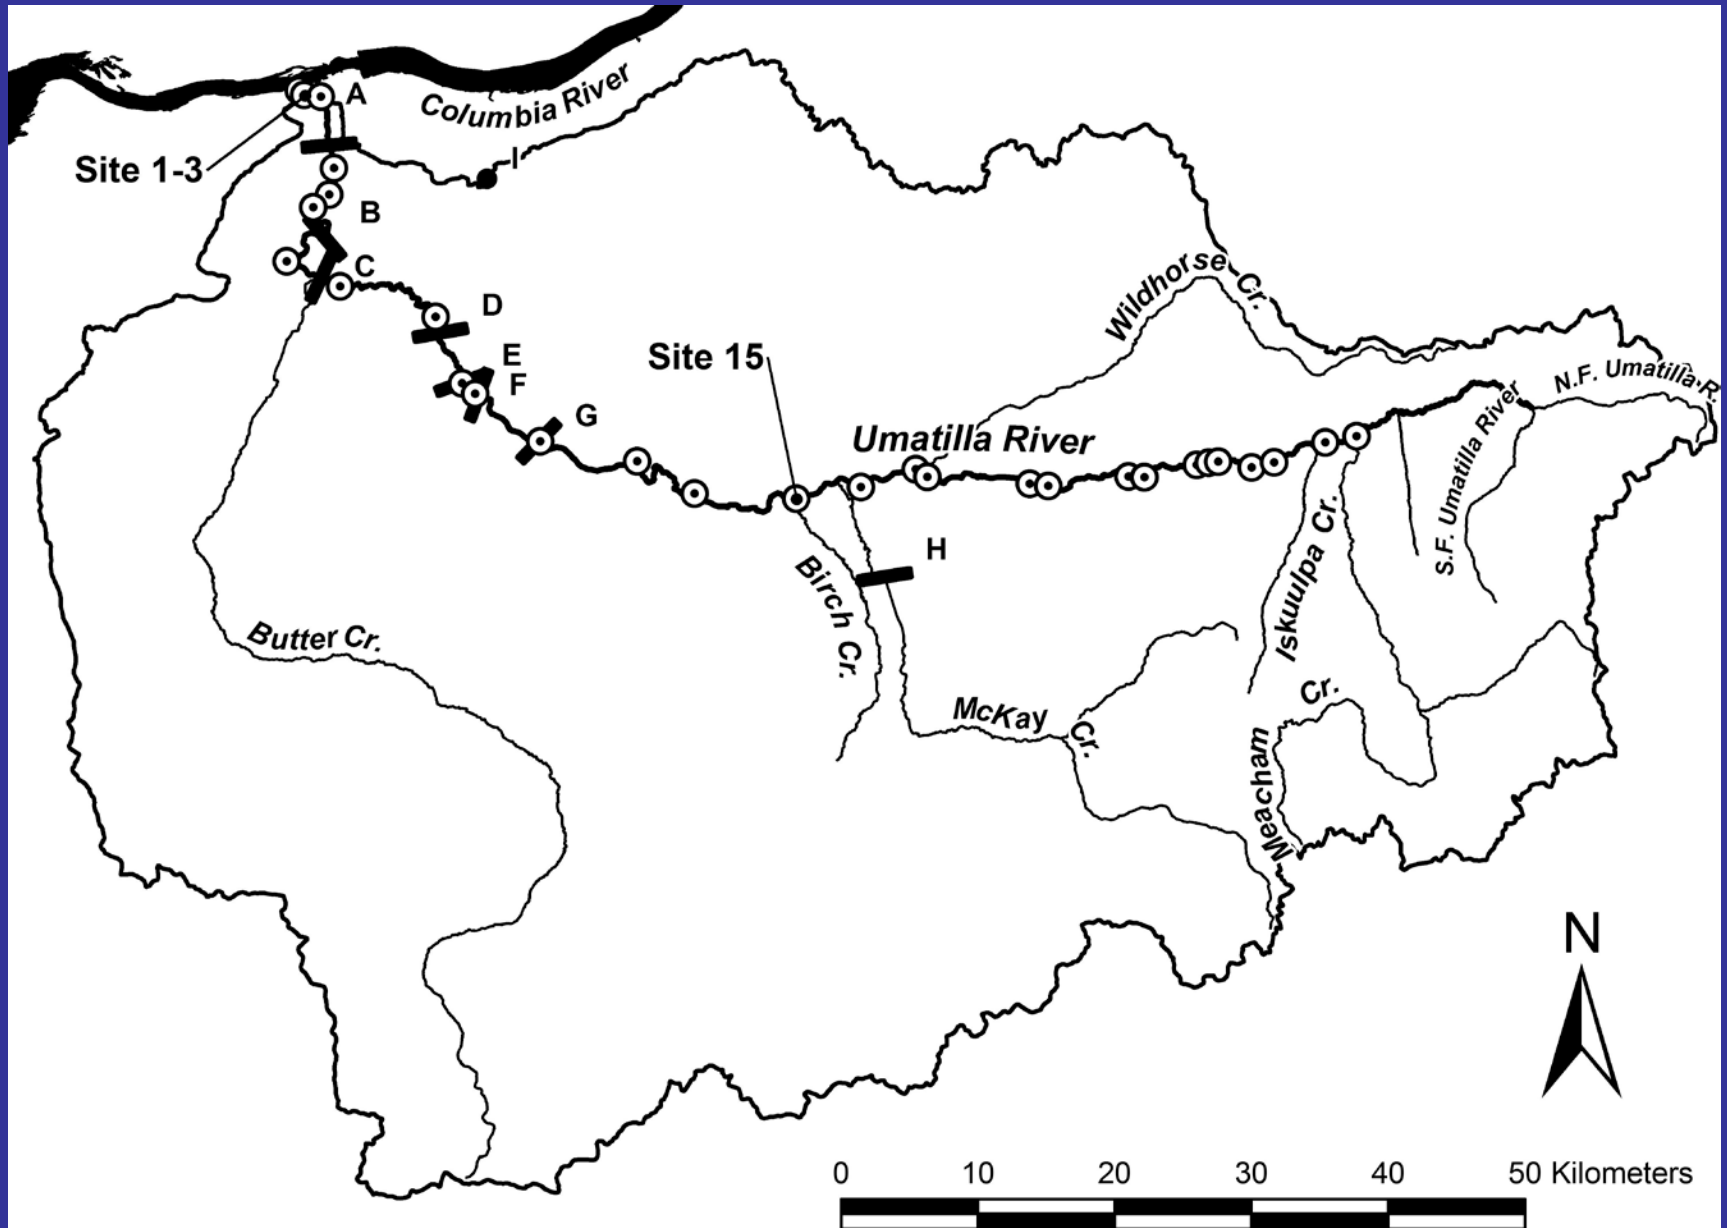 Columbia River
A
Site 1-3
I
B
C
D
E
F
G
Site 15
Wildhorse Cr.
N.F. Umatilla R.
S.F. Umatilla River
Umatilla River
H
Birch Cr.
Iskuulpa Cr.
Butter Cr.
McKay Cr.
Meacham Cr.
N
0 10 20 30 40 50 Kilometers